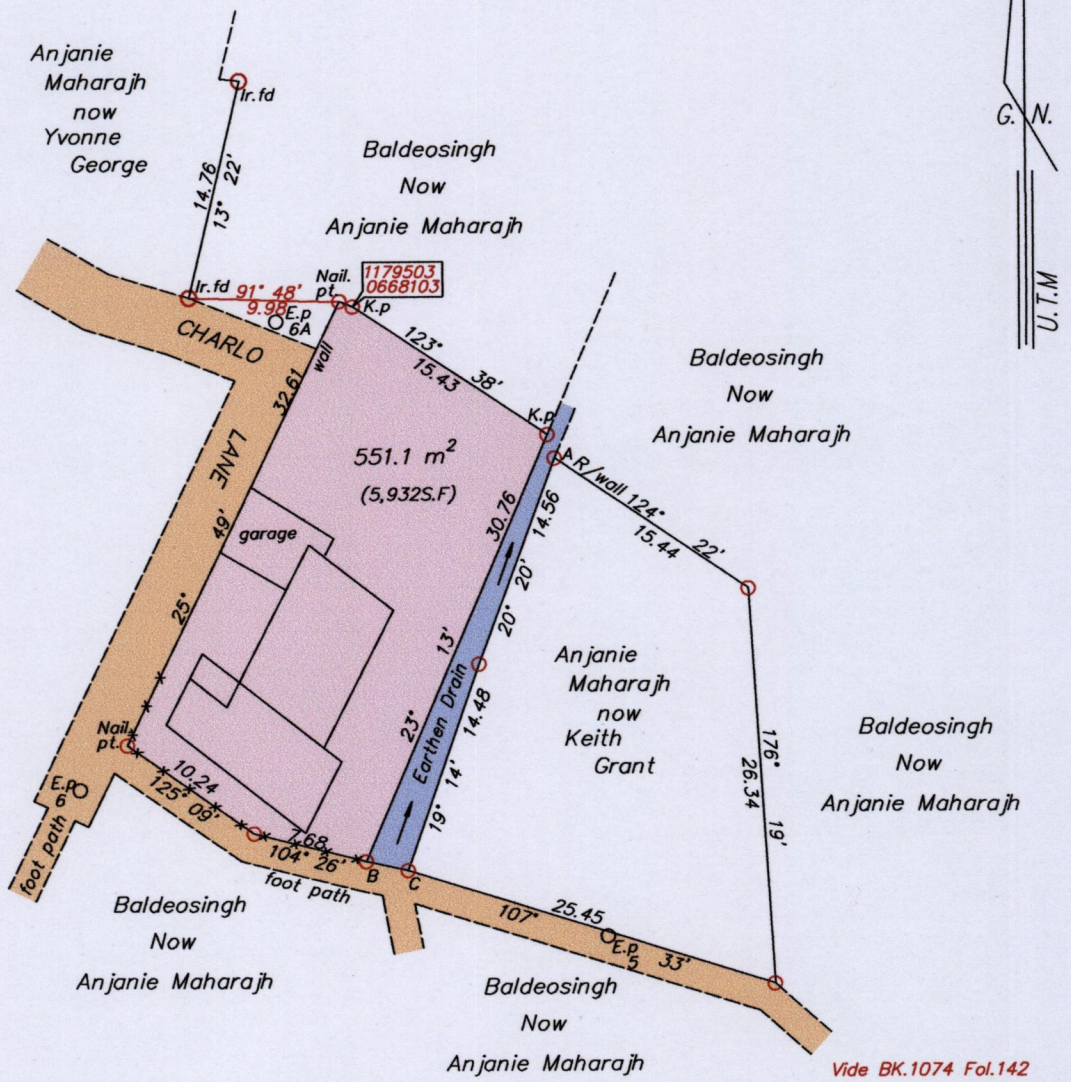 Anjanie
Maharajh
now
Yvonne
George
Ir.fd
14.76
13° 22'
Baldeosingh
Now
Anjanie Maharajh
G. N.
U.T.M
Ir.fd
91° 48'
9.98
Nail.
pt
1179503
0668103
K.p
E.p
6A
CHARLO
LANE
wall
32.61
123° 38'
15.43
K.p
Baldeosingh
Now
Anjanie Maharajh
551.1 m²
(5,932S.F)
A
R/wall 124° 22'
15.44
30.76
14.56
garage
49'
25°
20° 20'
13'
23°
Earthen Drain
14.48
19° 14'
Anjanie
Maharajh
now
Keith
Grant
176° 19'
26.34
Baldeosingh
Now
Anjanie Maharajh
Nail.
pt.
E.p
6
10.24
125° 09'
7.68
104° 26'
foot path
foot path
B
C
25.45
107° 33'
E.p
5
Baldeosingh
Now
Anjanie Maharajh
Baldeosingh
Now
Anjanie Maharajh
Vide BK.1074 Fol.142